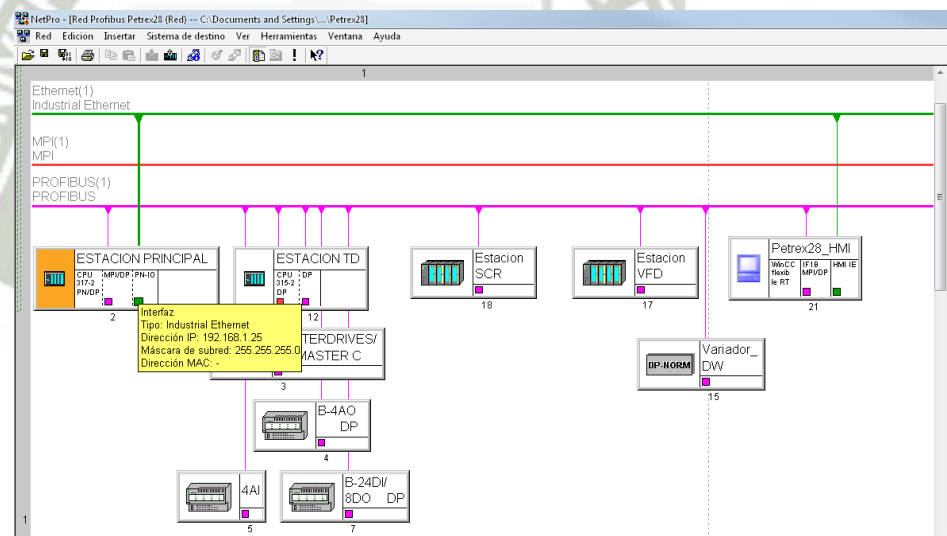 NetPro - [Red Profibus Petrex28 (Red) -- C:\Documents and Settings\...\Petrex28]
Red Edición Insertar Sistema de destino Ver Herramientas Ventana Ayuda
1
Ethernet(1)
Industrial Ethernet
MPI(1)
MPI
PROFIBUS(1)
PROFIBUS
ESTACION PRINCIPAL
CPU 317-2 PN/DP
MPI/DP
PN-IO
2
ESTACION TD
CPU 315-2 DP
DP
12
Estacion
SCR
18
Estacion
VFD
17
Petrex28_HMI
WinCC flexib le RT
IF1B MPI/DP
HMI IE
21
Interfaz
Tipo: Industrial Ethernet
Dirección IP: 192.168.1.25
Máscara de subred: 255.255.255.0
Dirección MAC: -
TERDRIVES/
MASTER C
3
DP-NORM
Variador_
DW
15
B-4AO
DP
4
4AI
5
B-24DI/
8DO DP
7
1